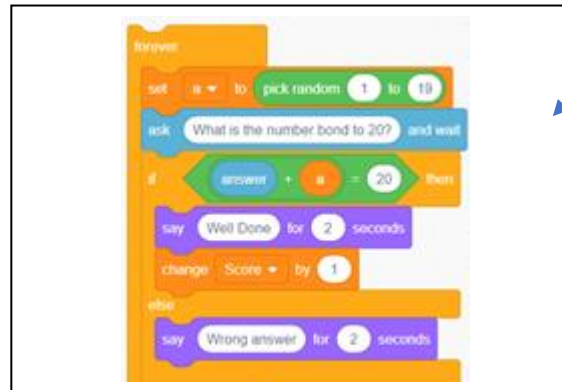 forever
set a to pick random 1 to 19
ask What is the number bond to 20? and wait
if answer + a = 20 then
say Well Done for 2 seconds
change Score by 1
else
say Wrong answer for 2 seconds